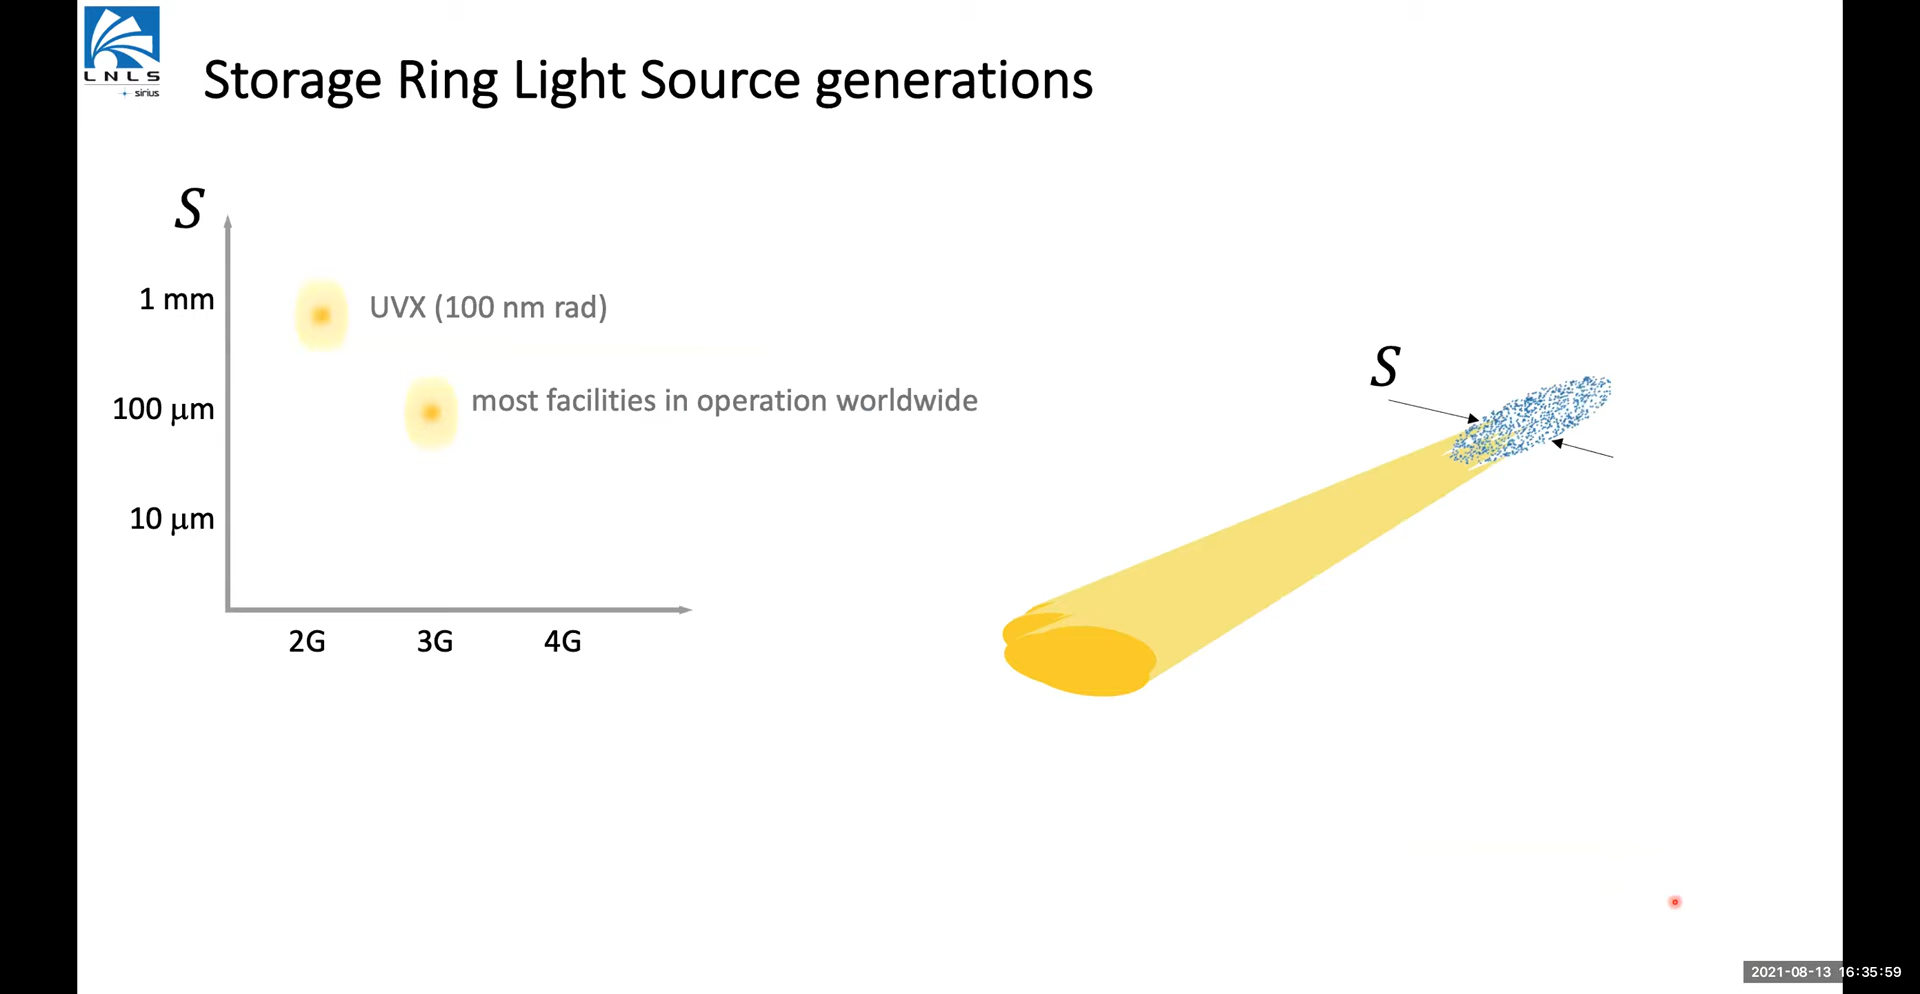 LNLS
sirius
Storage Ring Light Source generations
S
1 mm
UVX (100 nm rad)
100 μm
most facilities in operation worldwide
10 μm
2G 3G 4G
S
2021-08-13 16:35:59